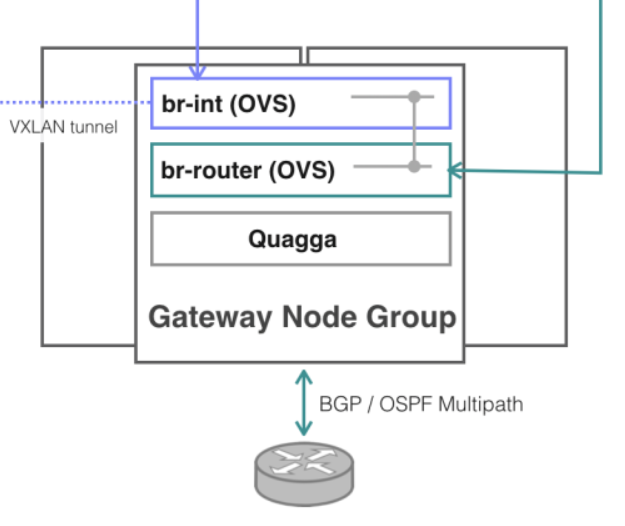 br-int (OVS)
VXLAN tunnel
br-router (OVS)
Quagga
Gateway Node Group
BGP / OSPF Multipath